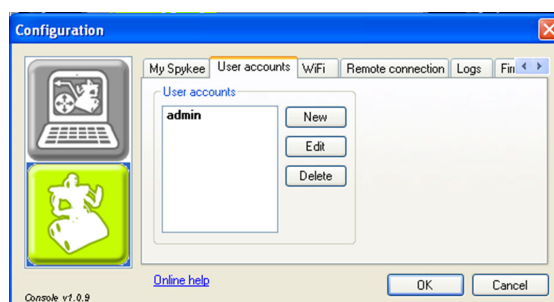 Configuration
My Spykee User accounts WiFi Remote connection Logs
User accounts
admin
New
Edit
Delete
Online help
OK Cancel
Console v1.0.9